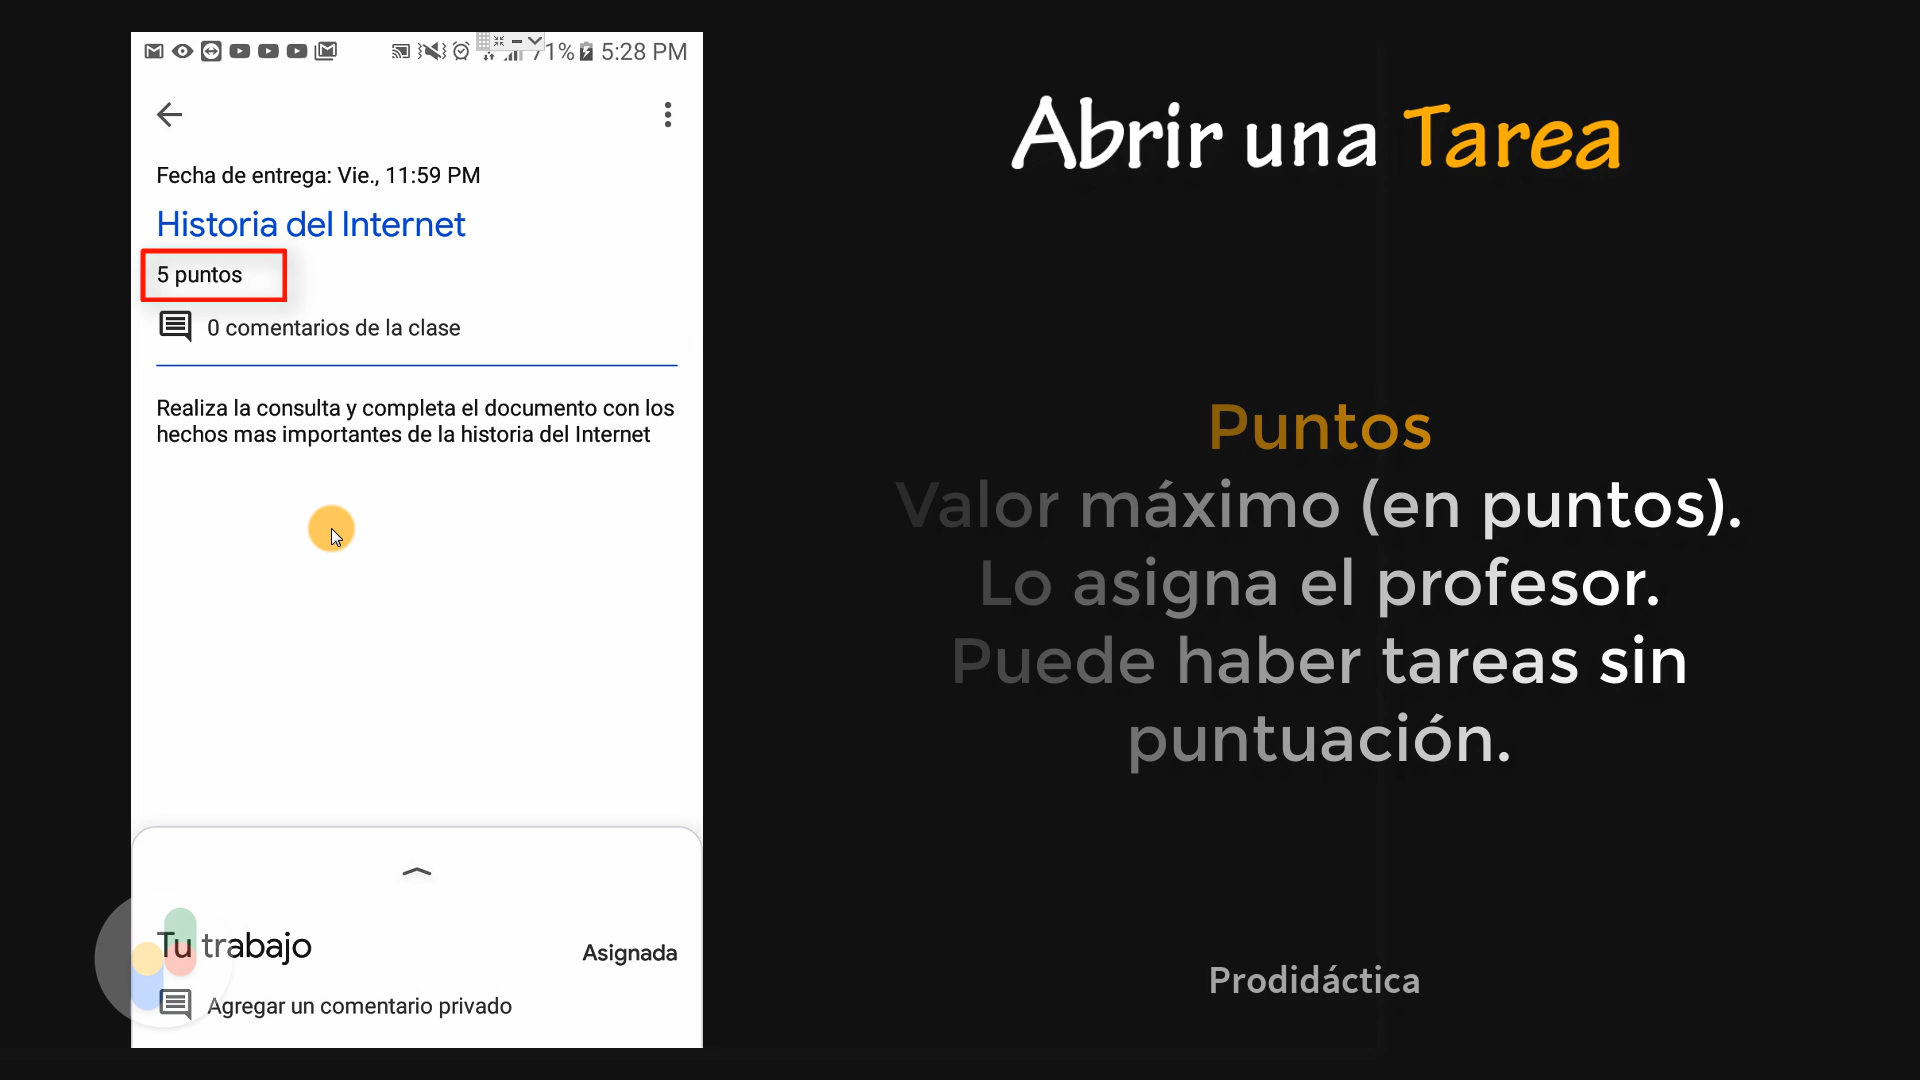 71% 5:28 PM
Fecha de entrega: Vie., 11:59 PM
Historia del Internet
5 puntos
0 comentarios de la clase
Realiza la consulta y completa el documento con los
hechos mas importantes de la historia del Internet
Tu trabajo
Asignada
Agregar un comentario privado
Abrir una Tarea
Puntos
Valor máximo (en puntos).
Lo asigna el profesor.
Puede haber tareas sin
puntuación.
Prodidáctica